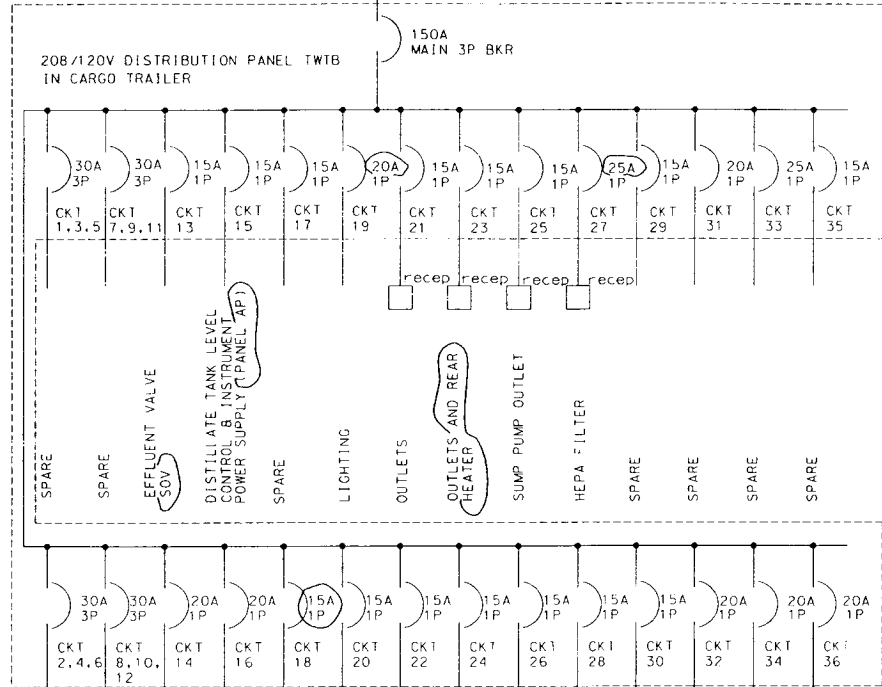 150A
MAIN 3P BKR
208/120V DISTRIBUTION PANEL TWTB
IN CARGO TRAILER
30A 30A 15A 15A 15A 20A 15A 15A 15A 25A 15A 20A 25A 15A
3P 3P 1P 1P 1P 1P 1P 1P 1P 1P 1P 1P 1P 1P
CKT CKT CKT CKT CKT CKT CKT CKT CKT CKT CKT CKT CKT CKT
1,3,5 7,9,11 13 15 17 19 21 23 25 27 29 31 33 35
recep recep recep recep
SPARE
SPARE
EFFLUENT VALVE
SOV
DISTILLATE TANK LEVEL
CONTROL & INSTRUMENT
POWER SUPPLY (PANEL AP)
SPARE
LIGHTING
OUTLETS
OUTLETS AND REAR
HEATER
SUMP PUMP OUTLET
HEPA FILTER
SPARE
SPARE
SPARE
SPARE
30A 30A 20A 20A 15A 15A 15A 15A 15A 15A 15A 20A 20A 20A
3P 3P 1P 1P 1P 1P 1P 1P 1P 1P 1P 1P 1P 1P
CKT CKT CKT CKT CKT CKT CKT CKT CKT CKT CKT CKT CKT CKT
2,4,6 8,10, 14 16 18 20 22 24 26 28 30 32 34 36
12